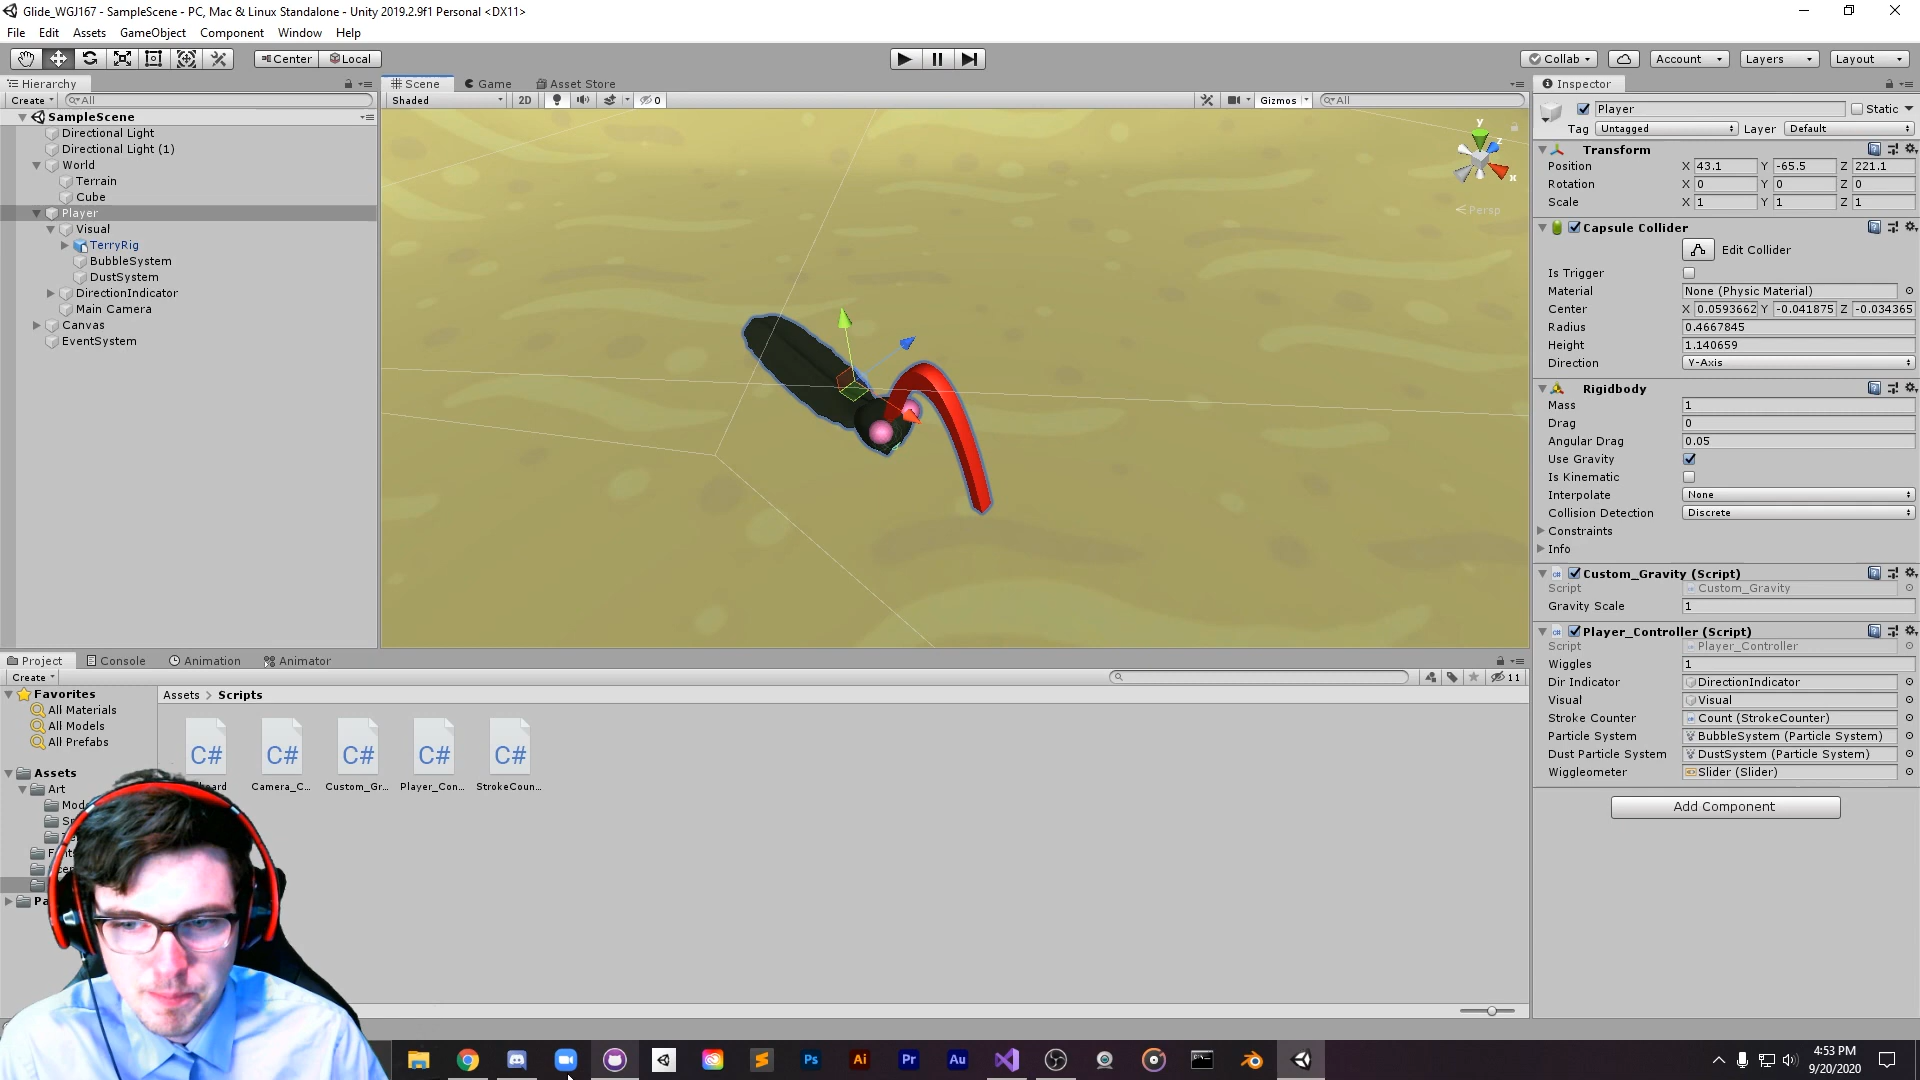 Glide_WGJ167 - SampleScene - PC, Mac & Linux Standalone - Unity 2019.2.9f1 Personal <DX11>
File Edit Assets GameObject Component Window Help
Center Local Collab Account Layers Layout
Hierarchy
Create All
SampleScene
Directional Light
Directional Light (1)
World
Terrain
Cube
Player
Visual
TerryRig
BubbleSystem
DustSystem
DirectionIndicator
Main Camera
Canvas
EventSystem
Scene Game Asset Store
Shaded 2D 0 Gizmos All
y
z
x
Persp
Inspector
Player Static
Tag Untagged Layer Default
Transform
Position X 43.1 Y -65.5 Z 221.1
Rotation X 0 Y 0 Z 0
Scale X 1 Y 1 Z 1
Capsule Collider
Edit Collider
Is Trigger
Material None (Physic Material)
Center X 0.0593662 Y -0.041875 Z -0.034365
Radius 0.4667845
Height 1.140659
Direction Y-Axis
Rigidbody
Mass 1
Drag 0
Angular Drag 0.05
Use Gravity
Is Kinematic
Interpolate None
Collision Detection Discrete
Constraints
Info
Custom_Gravity (Script)
Script Custom_Gravity
Gravity Scale 1
Player_Controller (Script)
Script Player_Controller
Wiggles 1
Dir Indicator DirectionIndicator
Visual Visual
Stroke Counter Count (StrokeCounter)
Particle System BubbleSystem (Particle System)
Dust Particle System DustSystem (Particle System)
Wiggleometer Slider (Slider)
Add Component
Project Console Animation Animator
Create 11
Favorites
All Materials
All Models
All Prefabs
Assets
Art
Assets > Scripts
C# C# C# C# C#
Camera_C... Custom_Gr... Player_Con... StrokeCoun...
Ps Ai Pr Au
4:53 PM
9/20/2020